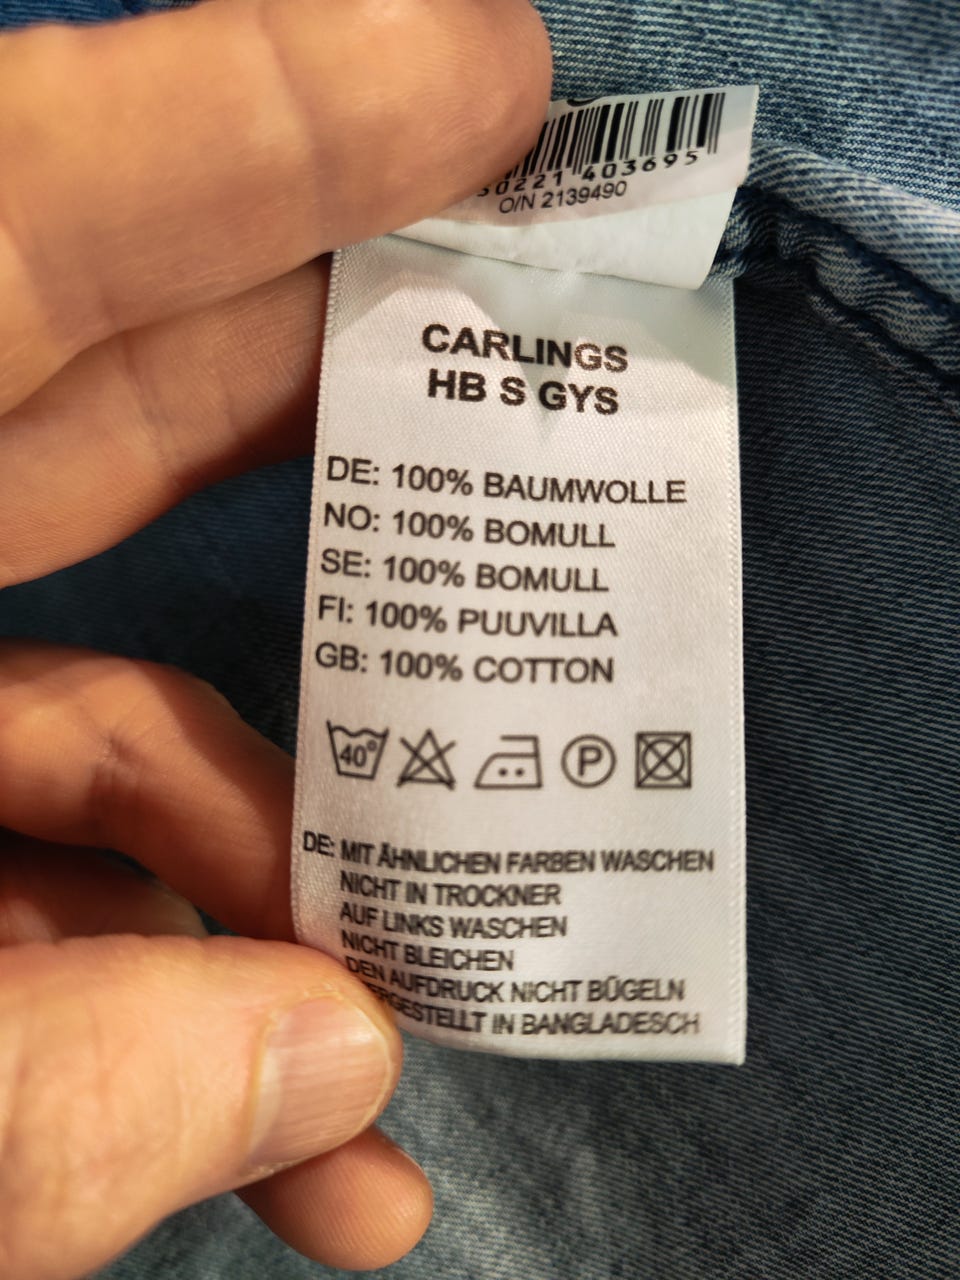 221 403695
O/N 2139490
CARLINGS
HB S GYS
DE: 100% BAUMWOLLE
NO: 100% BOMULL
SE: 100% BOMULL
FI: 100% PUUVILLA
GB: 100% COTTON
40° P
DE: MIT ÄHNLICHEN FARBEN WASCHEN
NICHT IN TROCKNER
AUF LINKS WASCHEN
NICHT BLEICHEN
DEN AUFDRUCK NICHT BÜGELN
ERGESTELLT IN BANGLADESCH